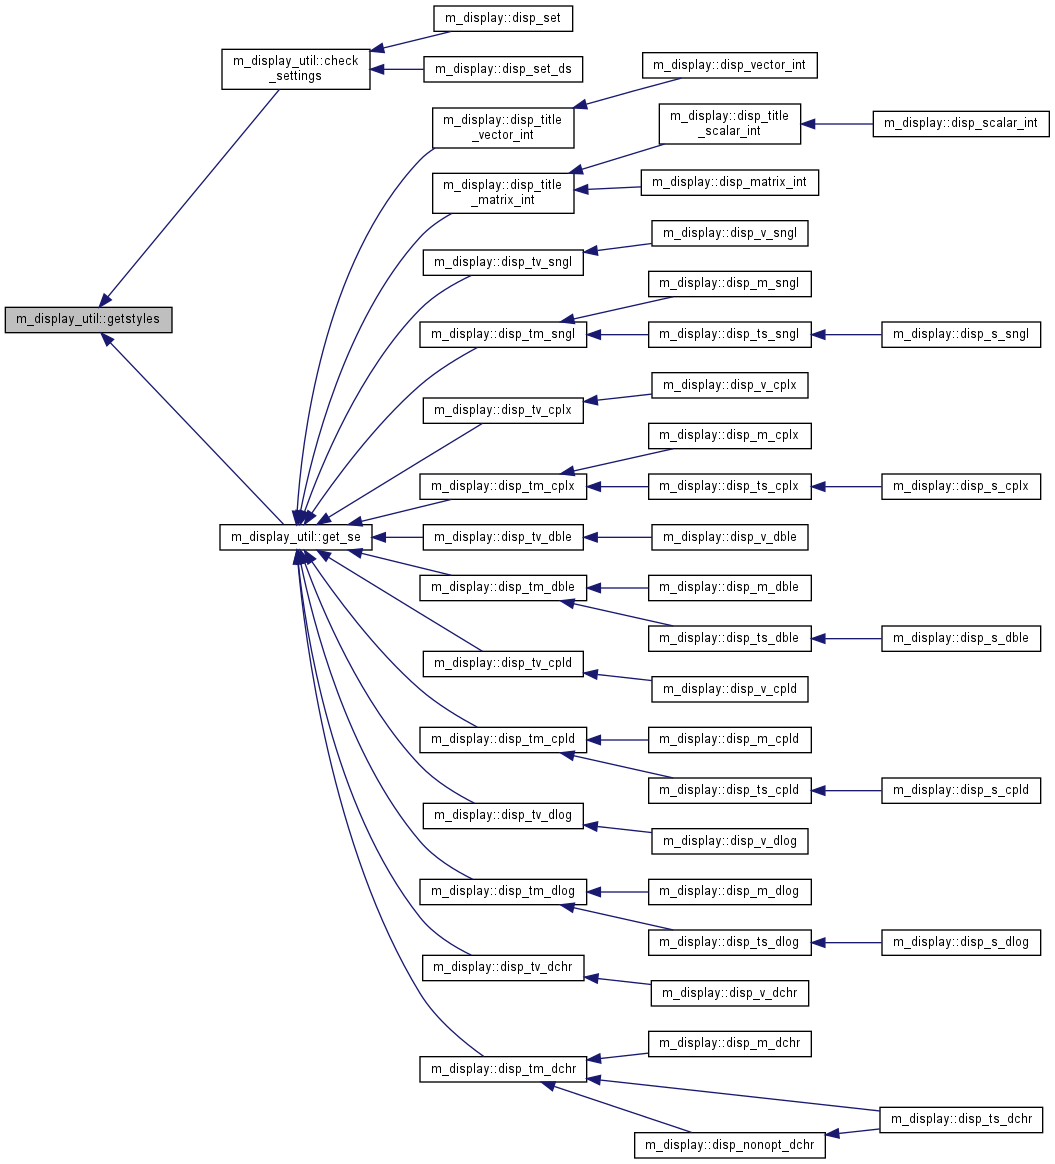 m_display::disp_set
m_display_util::check
_settings
m_display::disp_set_ds
m_display::disp_vector_int
m_display::disp_title
_vector_int
m_display::disp_title
_scalar_int
m_display::disp_scalar_int
m_display::disp_title
_matrix_int
m_display::disp_matrix_int
m_display::disp_v_sngl
m_display::disp_tv_sngl
m_display::disp_m_sngl
m_display_util::getstyles
m_display::disp_tm_sngl
m_display::disp_ts_sngl
m_display::disp_s_sngl
m_display::disp_v_cplx
m_display::disp_tv_cplx
m_display::disp_m_cplx
m_display::disp_tm_cplx
m_display::disp_ts_cplx
m_display::disp_s_cplx
m_display_util::get_se
m_display::disp_tv_dble
m_display::disp_v_dble
m_display::disp_tm_dble
m_display::disp_m_dble
m_display::disp_ts_dble
m_display::disp_s_dble
m_display::disp_tv_cpld
m_display::disp_v_cpld
m_display::disp_tm_cpld
m_display::disp_m_cpld
m_display::disp_ts_cpld
m_display::disp_s_cpld
m_display::disp_tv_dlog
m_display::disp_v_dlog
m_display::disp_tm_dlog
m_display::disp_m_dlog
m_display::disp_ts_dlog
m_display::disp_s_dlog
m_display::disp_tv_dchr
m_display::disp_v_dchr
m_display::disp_m_dchr
m_display::disp_tm_dchr
m_display::disp_ts_dchr
m_display::disp_nonopt_dchr